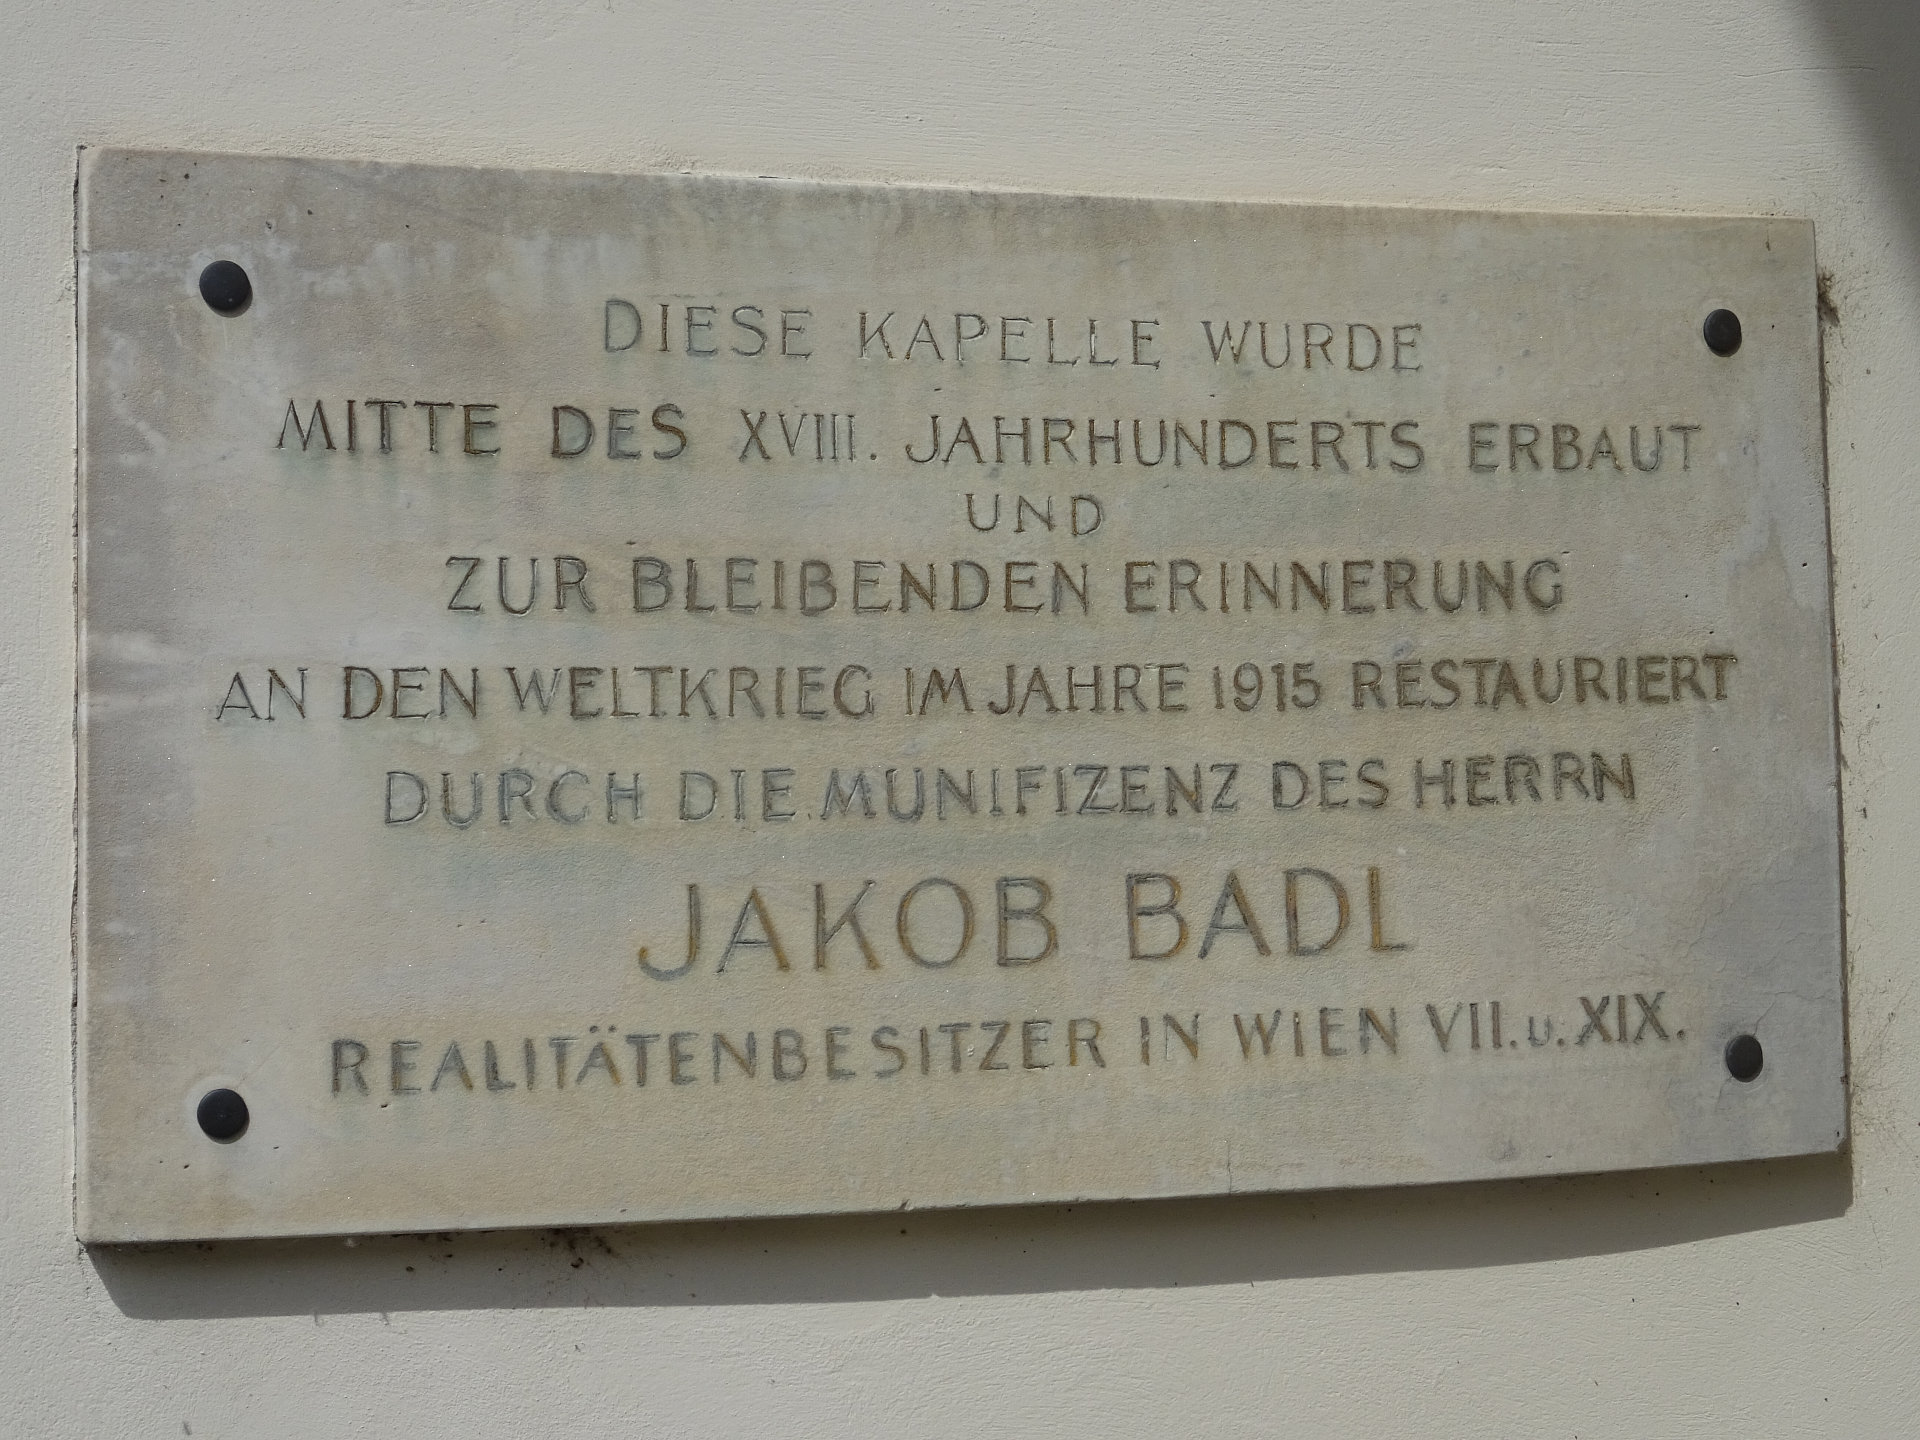 DIESE KAPELLE WURDE
MITTE DES XVIII. JAHRHUNDERTS ERBAUT
UND
ZUR BLEIBENDEN ERINNERUNG
AN DEN WELTKRIEG IM JAHRE 1915 RESTAURIERT
DURCH DIE MUNIFIZENZ DES HERRN
JAKOB BADL
REALITÄTENBESITZER IN WIEN VII. u. XIX.